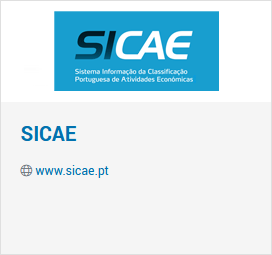 SICAE
Sistema Informação da Classificação
Portuguesa de Atividades Económicas
SICAE
www.sicae.pt